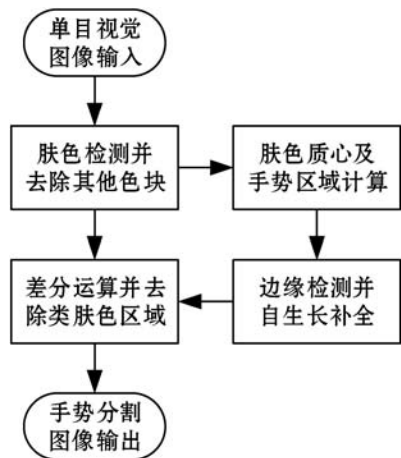 单目视觉
图像输入
肤色检测并
去除其他色块
肤色质心及
手势区域计算
差分运算并去
除类肤色区域
边缘检测并
自生长补全
手势分割
图像输出